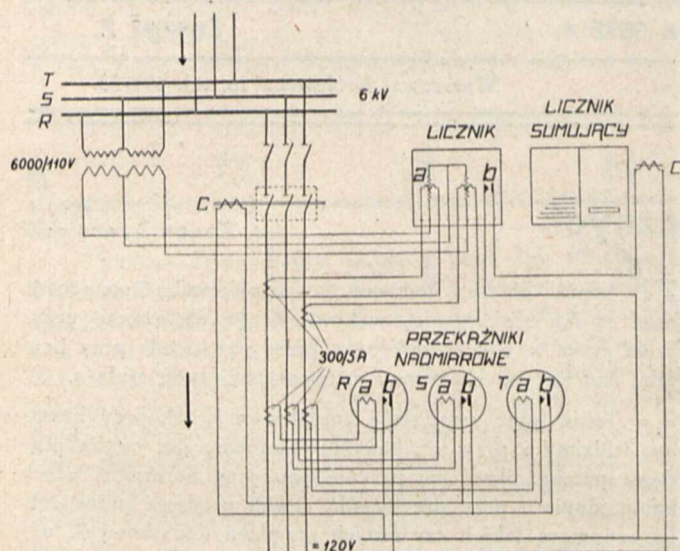 T
S
R
6 kV
6000/110V
C
LICZNIK
a b
LICZNIK
SUMUJĄCY
C
300/5A
PRZEKAŹNIKI
NADMIAROWE
R a b S a b T a b
= 120V